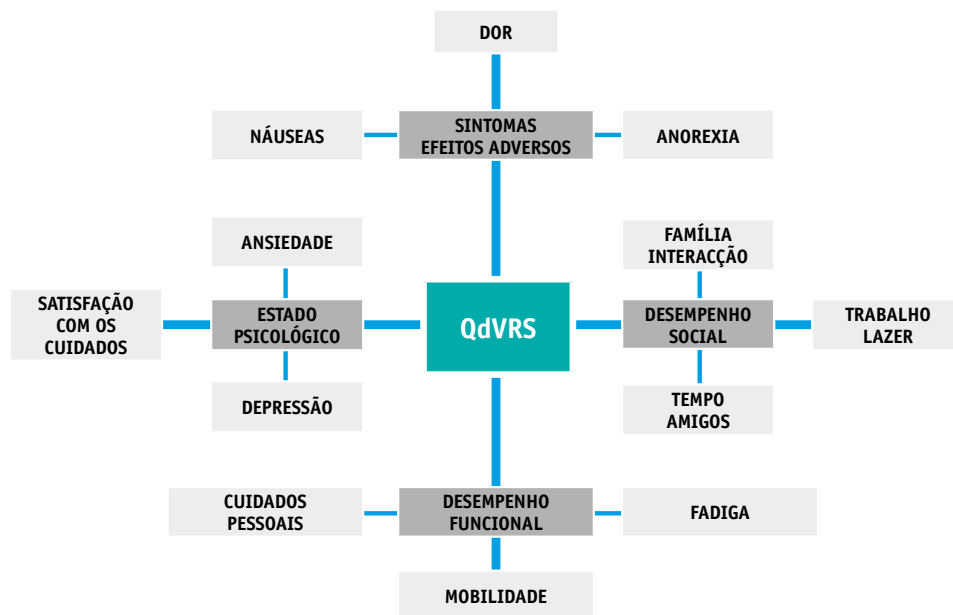 DOR
NÁUSEAS
SINTOMAS
EFEITOS ADVERSOS
ANOREXIA
ANSIEDADE
FAMÍLIA
INTERACÇÃO
SATISFAÇÃO
COM OS
CUIDADOS
ESTADO
PSICOLÓGICO
QdVRS
DESEMPENHO
SOCIAL
TRABALHO
LAZER
DEPRESSÃO
TEMPO
AMIGOS
CUIDADOS
PESSOAIS
DESEMPENHO
FUNCIONAL
FADIGA
MOBILIDADE